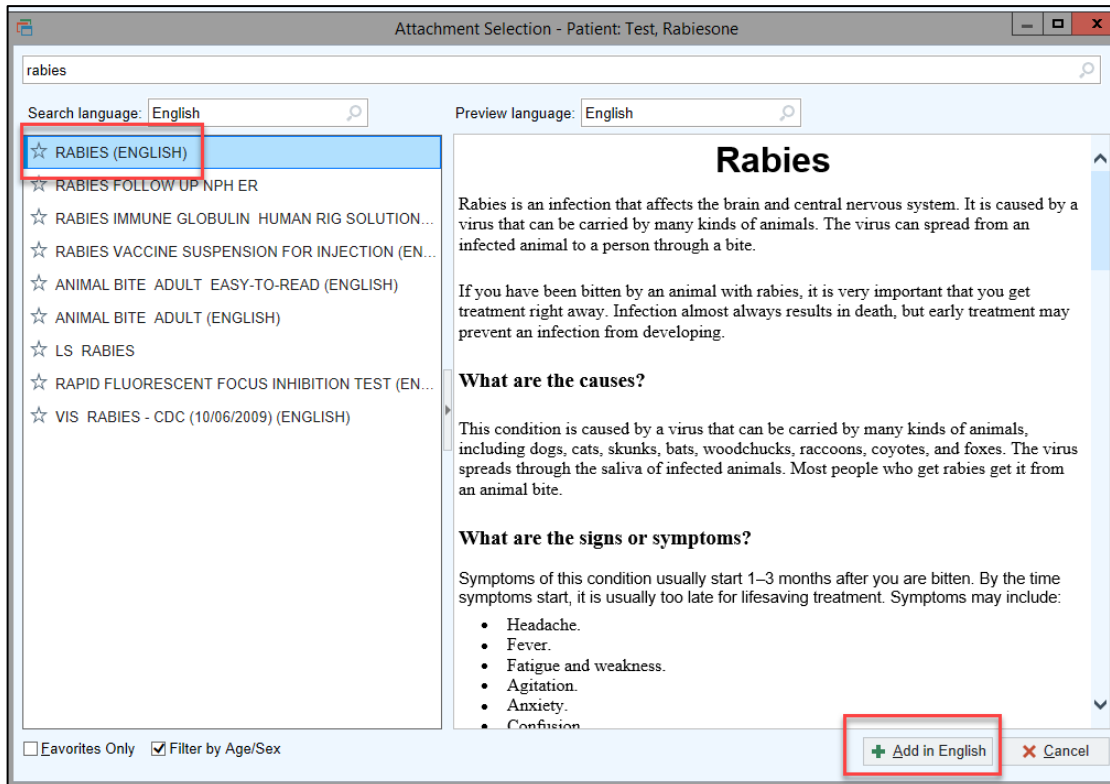 Attachment Selection - Patient: Test, Rabiesone
rabies
Search language: English
Preview language: English
RABIES (ENGLISH)
RABIES FOLLOW UP NPH ER
RABIES IMMUNE GLOBULIN HUMAN RIG SOLUTION...
RABIES VACCINE SUSPENSION FOR INJECTION (EN...
ANIMAL BITE ADULT EASY-TO-READ (ENGLISH)
ANIMAL BITE ADULT (ENGLISH)
LS RABIES
RAPID FLUORESCENT FOCUS INHIBITION TEST (EN...
VIS RABIES - CDC (10/06/2009) (ENGLISH)
Rabies
Rabies is an infection that affects the brain and central nervous system. It is caused by a
virus that can be carried by many kinds of animals. The virus can spread from an
infected animal to a person through a bite.
If you have been bitten by an animal with rabies, it is very important that you get
treatment right away. Infection almost always results in death, but early treatment may
prevent an infection from developing.
What are the causes?
This condition is caused by a virus that can be carried by many kinds of animals,
including dogs, cats, skunks, bats, woodchucks, raccoons, coyotes, and foxes. The virus
spreads through the saliva of infected animals. Most people who get rabies get it from
an animal bite.
What are the signs or symptoms?
Symptoms of this condition usually start 1–3 months after you are bitten. By the time
symptoms start, it is usually too late for lifesaving treatment. Symptoms may include:
• Headache.
• Fever.
• Fatigue and weakness.
• Agitation.
• Anxiety.
• Confusion
Favorites Only Filter by Age/Sex
Add in English Cancel